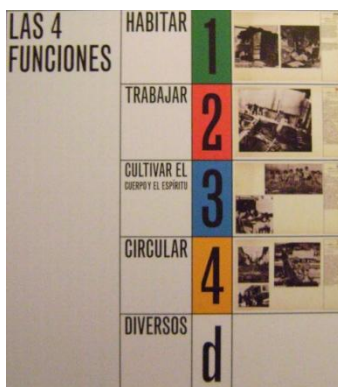 LAS 4
FUNCIONES
HABITAR
1
TRABAJAR
2
CULTIVAR EL
CUERPO Y EL ESPÍRITU
3
CIRCULAR
4
DIVERSOS
d